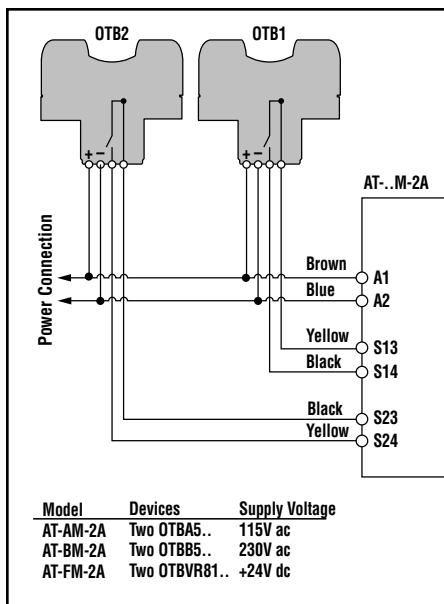 OTB2 OTB1
+ – + –
AT-..M-2A
Power Connection
Brown A1
Blue A2
Yellow S13
Black S14
Black S23
Yellow S24
Model Devices Supply Voltage
AT-AM-2A Two OTBA5.. 115V ac
AT-BM-2A Two OTBB5.. 230V ac
AT-FM-2A Two OTBVR81.. +24V dc